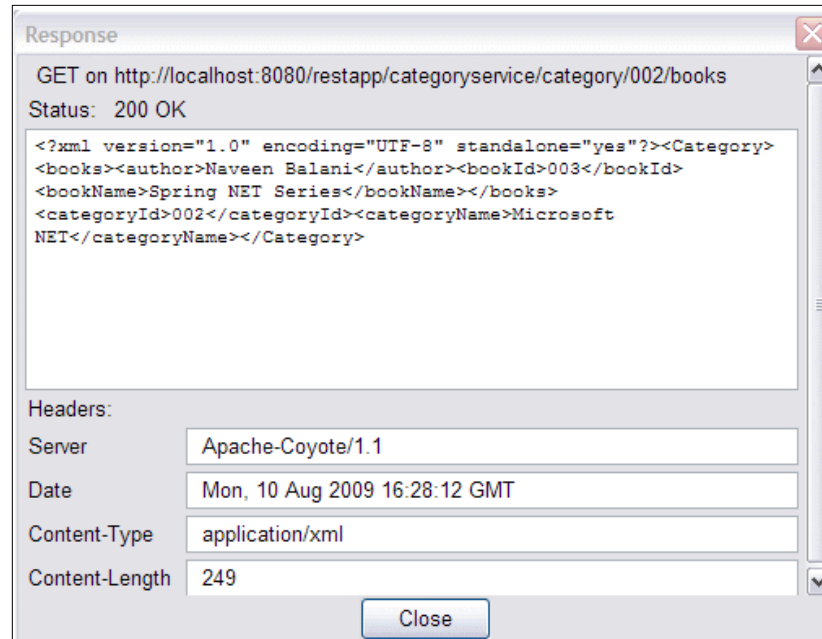 Response
GET on http://localhost:8080/restapp/categoryservice/category/002/books
Status: 200 OK
<?xml version="1.0" encoding="UTF-8" standalone="yes"?><Category>
<books><author>Naveen Balani</author><bookId>003</bookId>
<bookName>Spring NET Series</bookName></books>
<categoryId>002</categoryId><categoryName>Microsoft
NET</categoryName></Category>
Headers:
Server Apache-Coyote/1.1
Date Mon, 10 Aug 2009 16:28:12 GMT
Content-Type application/xml
Content-Length 249
Close